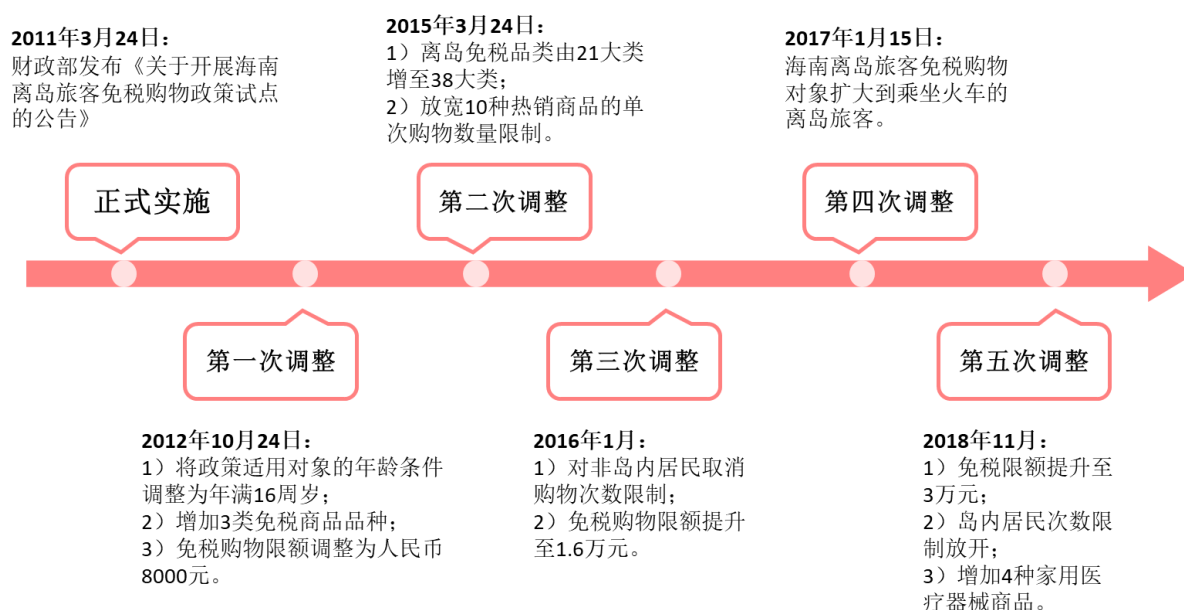 2011年3月24日：
财政部发布《关于开展海南
离岛旅客免税购物政策试点
的公告》
正式实施
2012年10月24日：
1）将政策适用对象的年龄条件
调整为年满16周岁；
2）增加3类免税商品品种；
3）免税购物限额调整为人民币
8000元。
第一次调整
2015年3月24日：
1）离岛免税品类由21大类
增至38大类；
2）放宽10种热销商品的单
次购物数量限制。
第二次调整
2016年1月：
1）对非岛内居民取消
购物次数限制；
2）免税购物限额提升
至1.6万元。
第三次调整
2017年1月15日：
海南离岛旅客免税购物
对象扩大到乘坐火车的
离岛旅客。
第四次调整
2018年11月：
1）免税限额提升至
3万元；
2）岛内居民次数限
制放开；
3）增加4种家用医
疗器械商品。
第五次调整